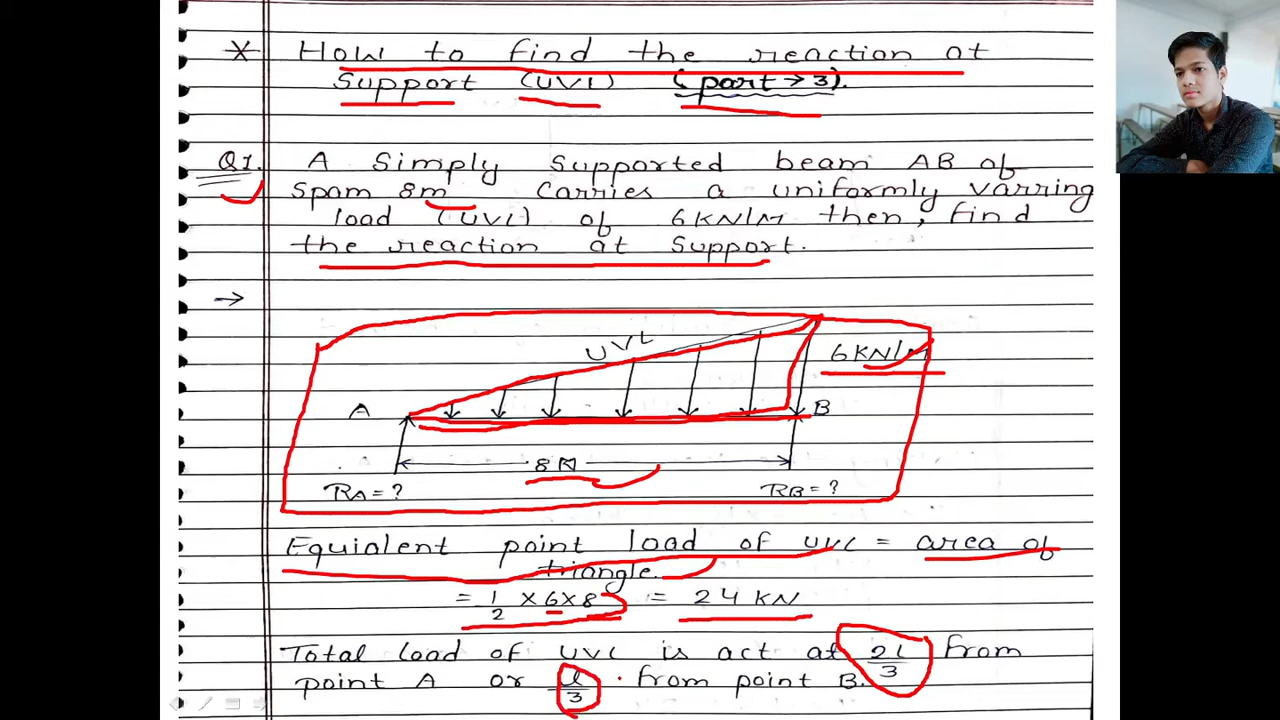 * How to find the reaction at
Support (UVL) (part → 3).
Q1. A Simply Supported beam AB of
Spam 8m Carries a uniformly varring
load (UVL) of 6KN/M then, find
the reaction at Support.
→
UVL
6KN/M
A
B
8M
RA = ?
RB = ?
Equialent point load of UVL = area of
triangle.
= 1/2 × 6 × 8 = 24 KN
Total load of UVL is act at 2l/3 from
point A or l/3 from point B.